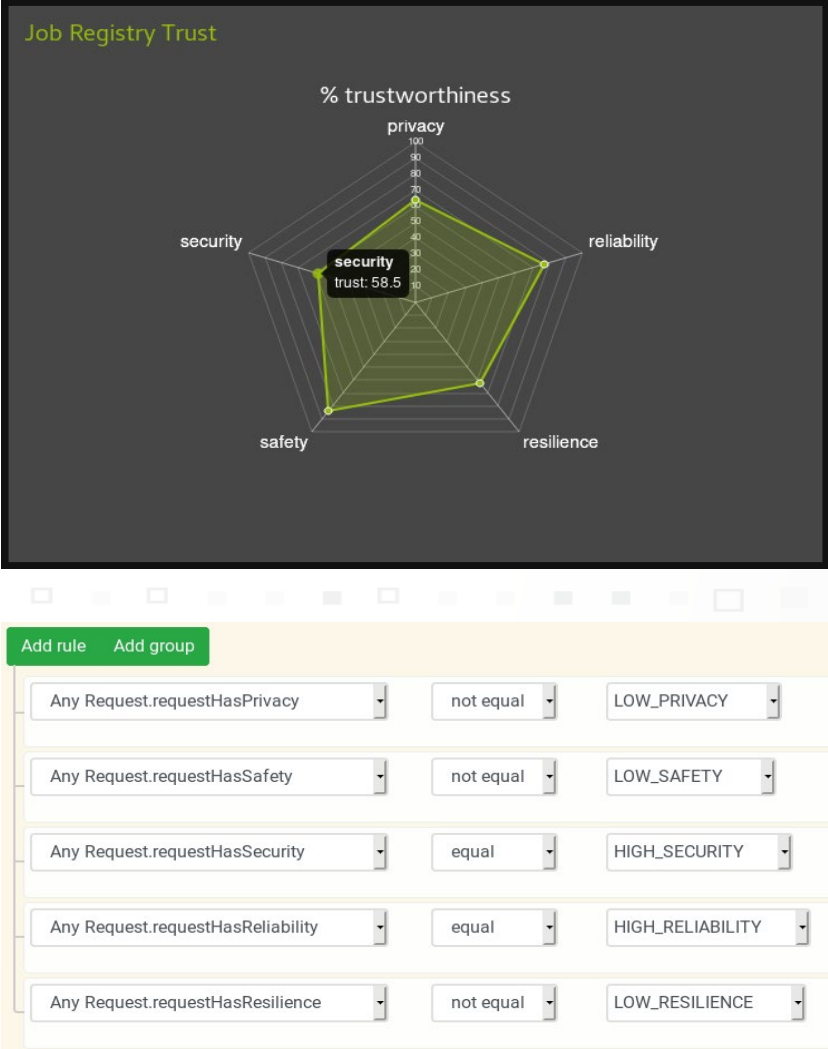 Job Registry Trust
% trustworthiness
privacy
100
90
80
70
60
50
40
30
20
10
security
reliability
security
trust: 58.5
safety
resilience
Add rule Add group
Any Request.requestHasPrivacy not equal LOW_PRIVACY
Any Request.requestHasSafety not equal LOW_SAFETY
Any Request.requestHasSecurity equal HIGH_SECURITY
Any Request.requestHasReliability equal HIGH_RELIABILITY
Any Request.requestHasResilience not equal LOW_RESILIENCE